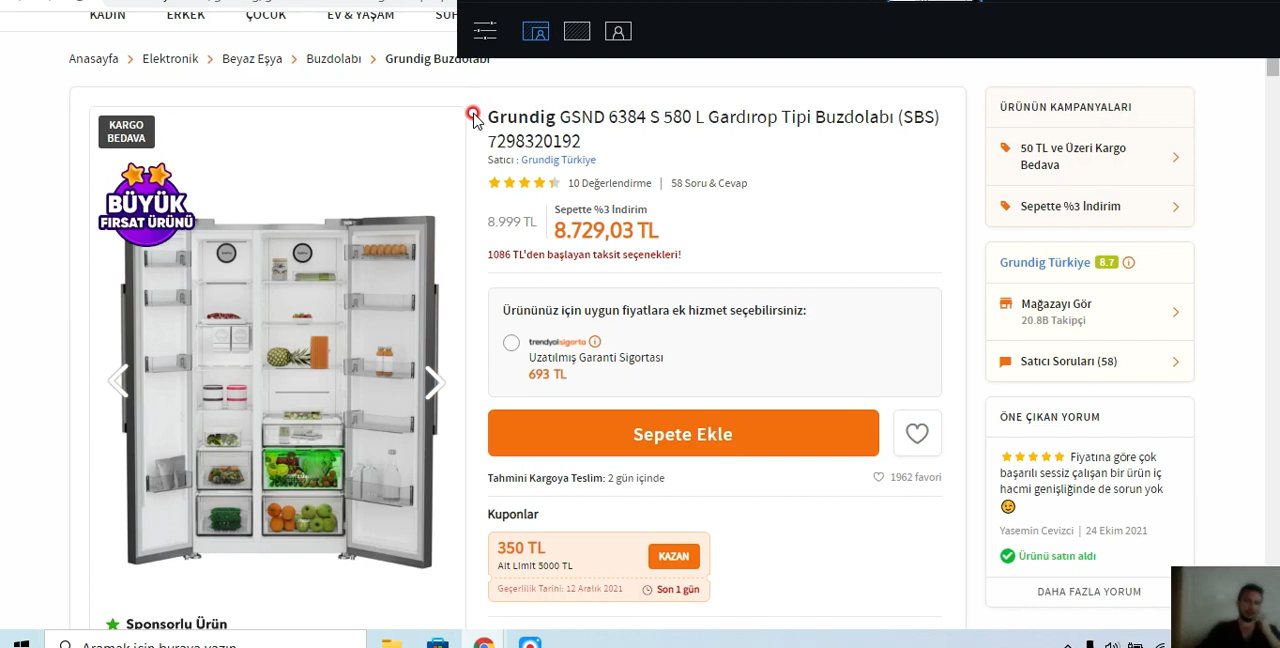 KADIN ERKEK ÇOCUK EV & YAŞAM
Anasayfa > Elektronik > Beyaz Eşya > Buzdolabı > Grundig Buzdolabı
KARGO
BEDAVA
BÜYÜK
FIRSAT ÜRÜNÜ
Grundig GSND 6384 S 580 L Gardırop Tipi Buzdolabı (SBS)
7298320192
Satıcı : Grundig Türkiye
10 Değerlendirme | 58 Soru & Cevap
8.999 TL
Sepette %3 İndirim
8.729,03 TL
1086 TL'den başlayan taksit seçenekleri!
Ürününüz için uygun fiyatlara ek hizmet seçebilirsiniz:
trendyolsigorta
Uzatılmış Garanti Sigortası
693 TL
Sepete Ekle
Tahmini Kargoya Teslim: 2 gün içinde
1962 favori
Kuponlar
350 TL
Alt Limit 5000 TL
KAZAN
Geçerlilik Tarihi: 12 Aralık 2021
Son 1 gün
Sponsorlu Ürün
ÜRÜNÜN KAMPANYALARI
50 TL ve Üzeri Kargo
Bedava
Sepette %3 İndirim
Grundig Türkiye 8.7
Mağazayı Gör
20.8B Takipçi
Satıcı Soruları (58)
ÖNE ÇIKAN YORUM
Fiyatına göre çok
başarılı sessiz çalışan bir ürün iç
hacmi genişliğinde de sorun yok
Yasemin Cevizci | 24 Ekim 2021
Ürünü satın aldı
DAHA FAZLA YORUM
Aramak için buraya yazın